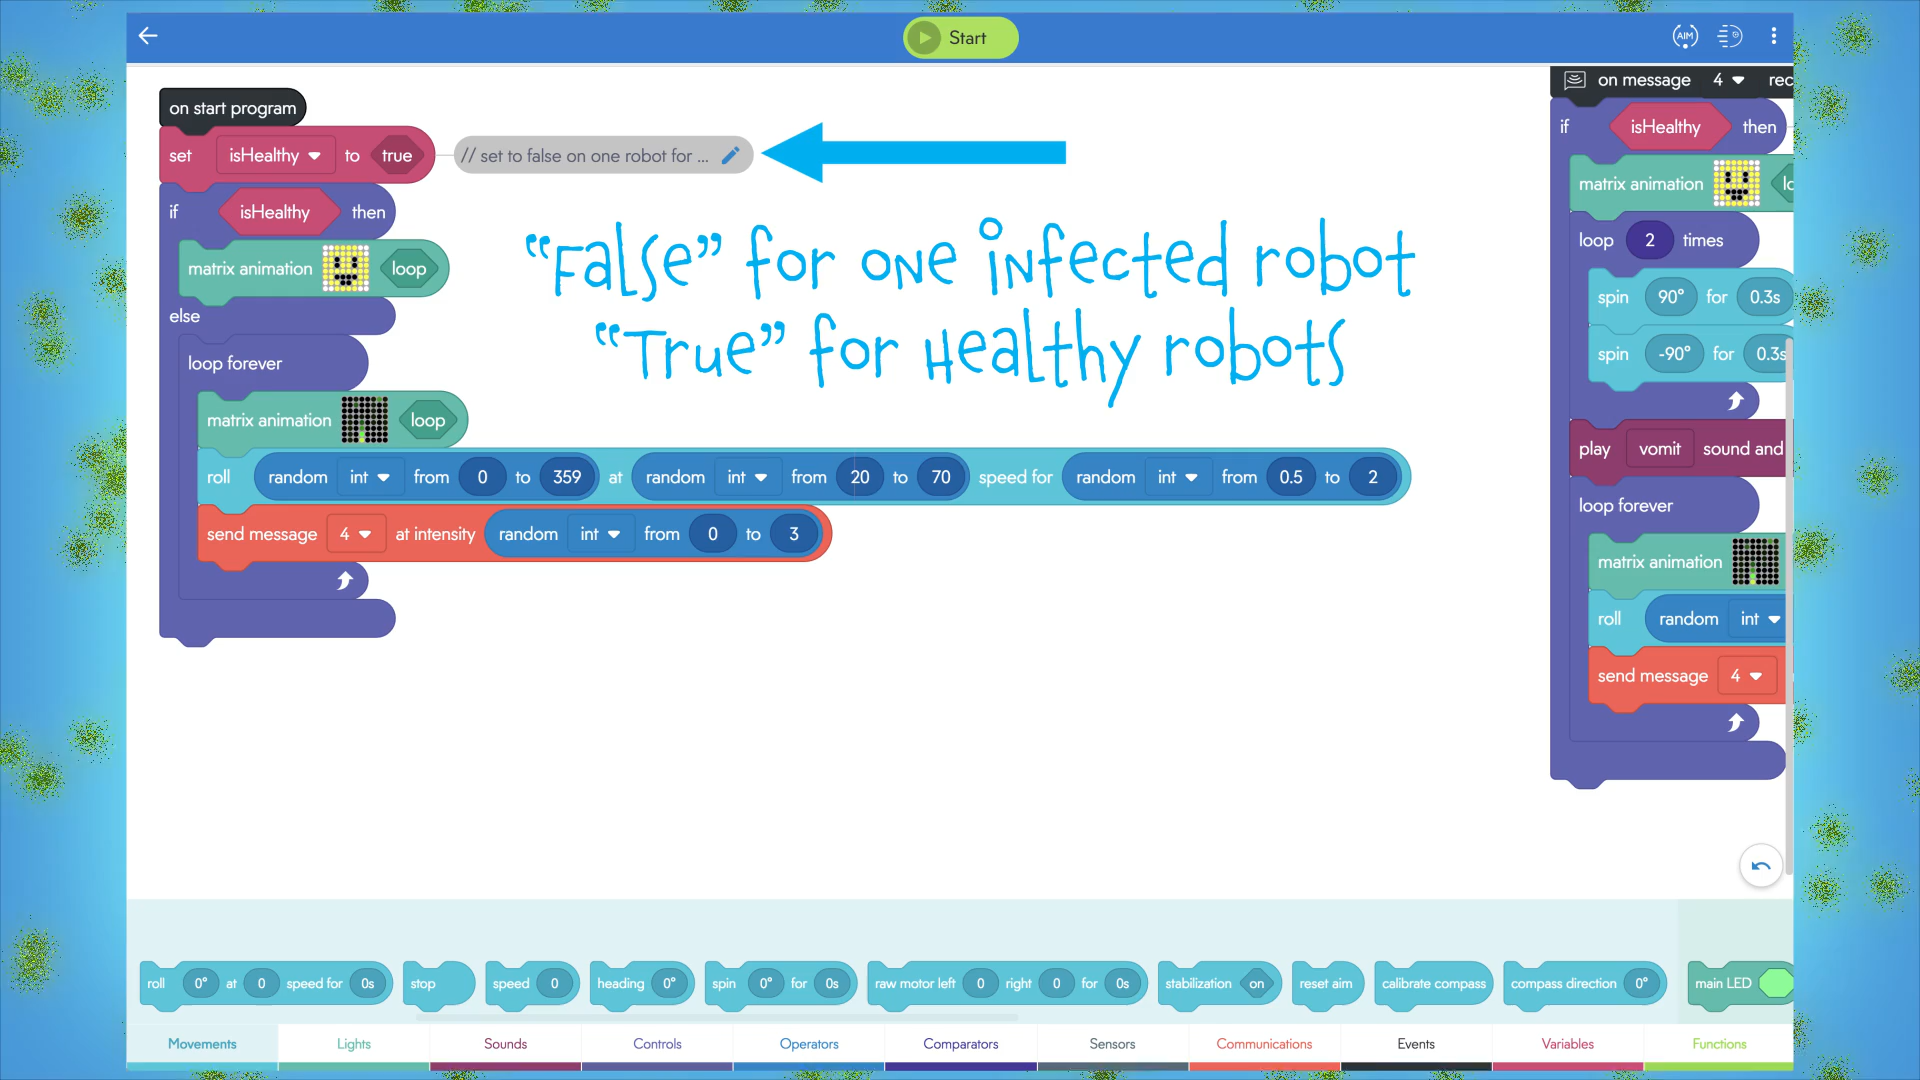 Start
AIM
on start program
set isHealthy to true
// set to false on one robot for ...
if isHealthy then
matrix animation loop
else
loop forever
matrix animation loop
roll random int from 0 to 359 at random int from 20 to 70 speed for random int from 0.5 to 2
send message 4 at intensity random int from 0 to 3
"False" for one infected robot
"True" for Healthy robots
on message 4 rec
if isHealthy then
matrix animation lo
loop 2 times
spin 90° for 0.3s
spin -90° for 0.3s
play vomit sound and
loop forever
matrix animation
roll random int
send message 4
roll 0° at 0 speed for 0s
stop
speed 0
heading 0°
spin 0° for 0s
raw motor left 0 right 0 for 0s
stabilization on
reset aim
calibrate compass
compass direction 0°
main LED
Movements
Lights
Sounds
Controls
Operators
Comparators
Sensors
Communications
Events
Variables
Functions